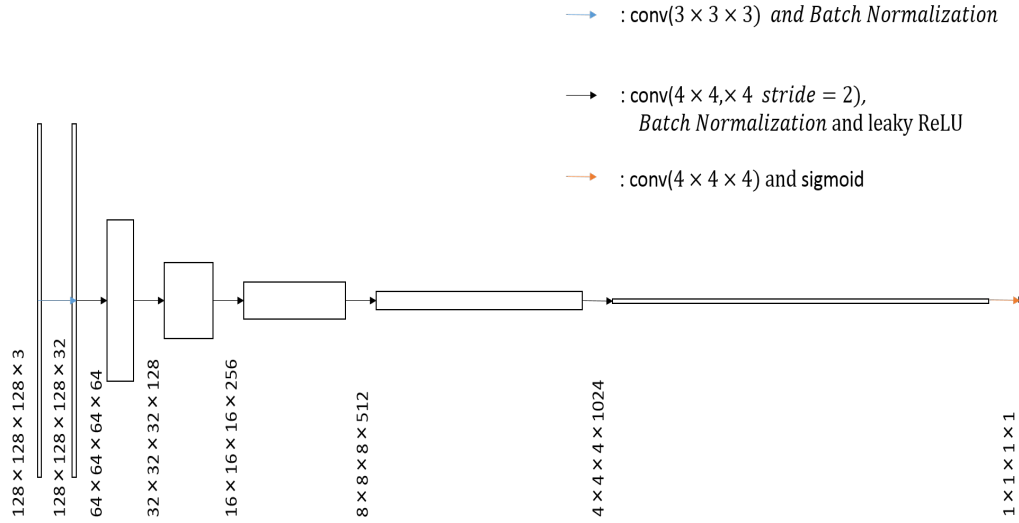 : conv(3 × 3 × 3) and Batch Normalization
: conv(4 × 4,× 4 stride = 2),
Batch Normalization and leaky ReLU
: conv(4 × 4 × 4) and sigmoid
128 × 128 × 128 × 3
128 × 128 × 128 × 32
64 × 64 × 64 × 64
32 × 32 × 32 × 128
16 × 16 × 16 × 256
8 × 8 × 8 × 512
4 × 4 × 4 × 1024
1 × 1 × 1 × 1